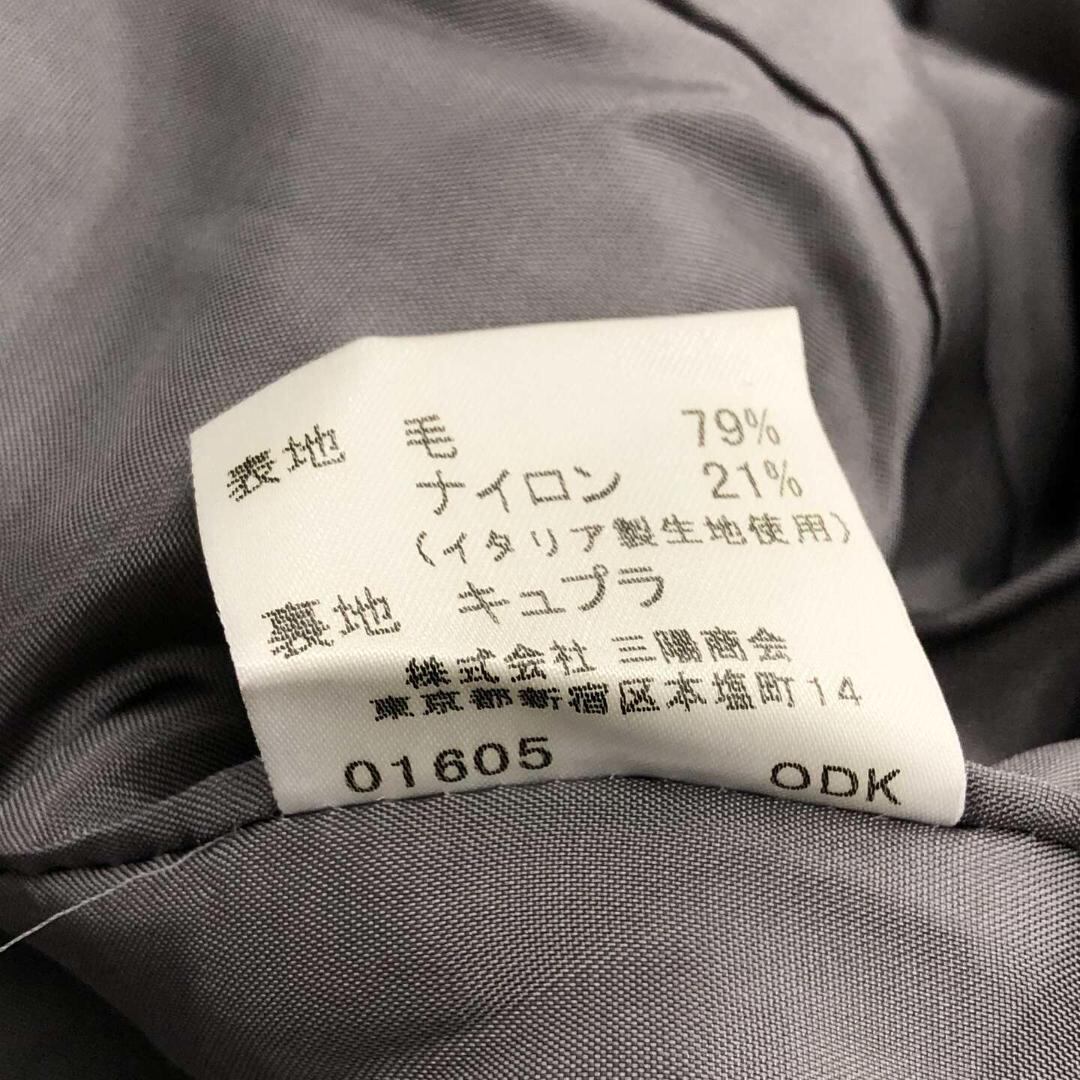 表地 毛 79%
ナイロン 21%
(イタリア製生地使用)
裏地 キュプラ
株式会社 三陽商会
東京都新宿区本塩町14
01605 ODK